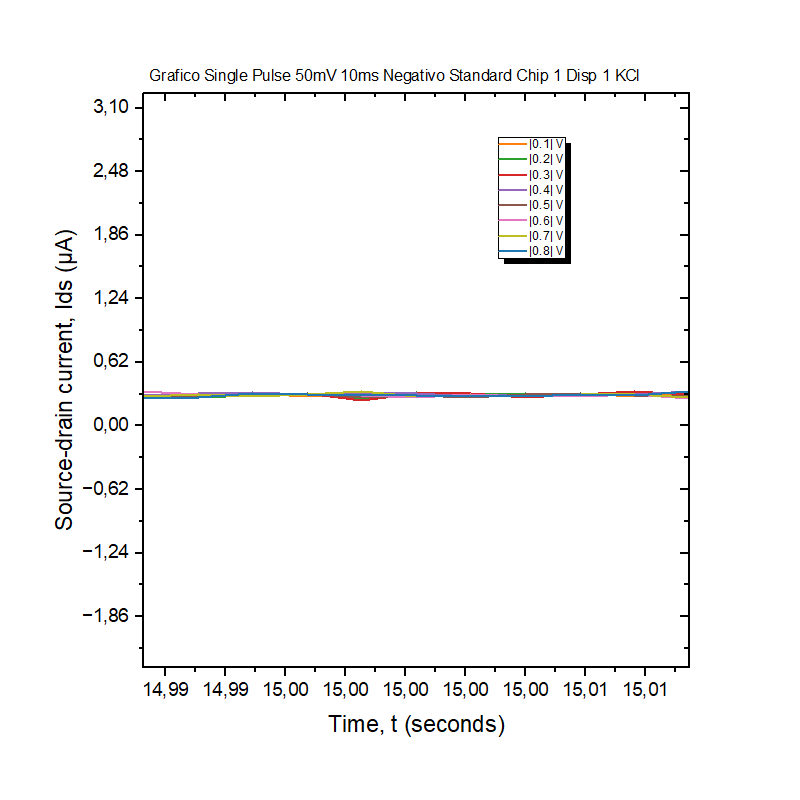 Grafico Single Pulse 50mV 10ms Negativo Standard Chip 1 Disp 1 KCl
3,10
2,48
1,86
1,24
0,62
0,00
−0,62
−1,24
−1,86
Source-drain current, Ids (µA)
|0.1| V
|0.2| V
|0.3| V
|0.4| V
|0.5| V
|0.6| V
|0.7| V
|0.8| V
14,99 14,99 15,00 15,00 15,00 15,00 15,00 15,01 15,01
Time, t (seconds)